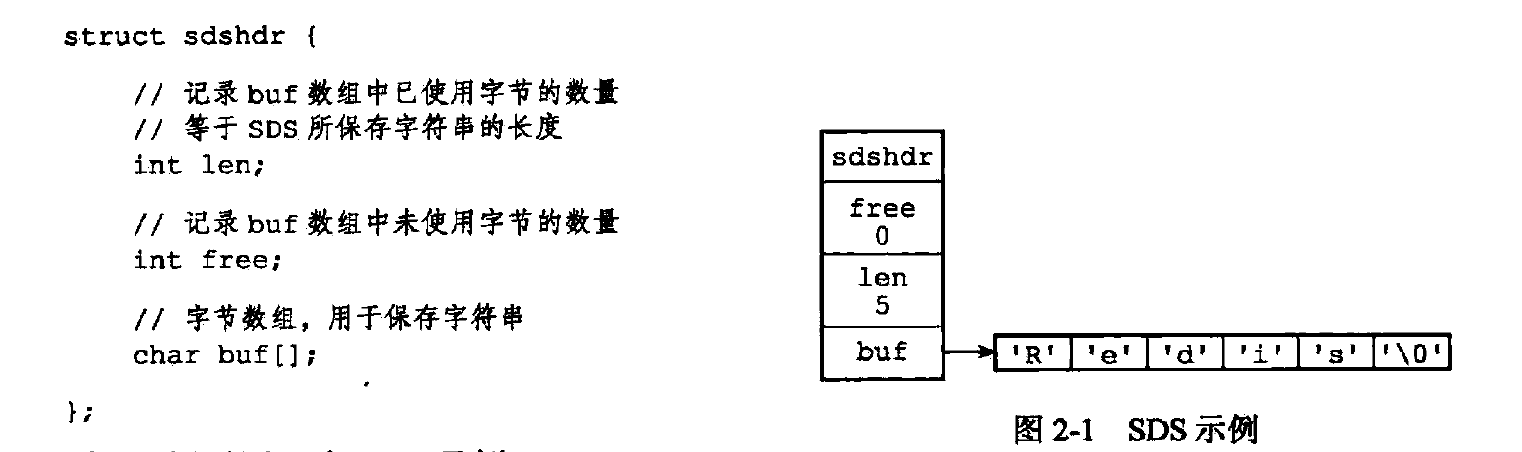 struct sdshdr {
// 记录 buf 数组中已使用字节的数量
// 等于 SDS 所保存字符串的长度
int len;
// 记录 buf 数组中未使用字节的数量
int free;
// 字节数组，用于保存字符串
char buf[];
};
sdshdr
free
0
len
5
buf
'R' 'e' 'd' 'i' 's' '\0'
图 2-1 SDS 示例